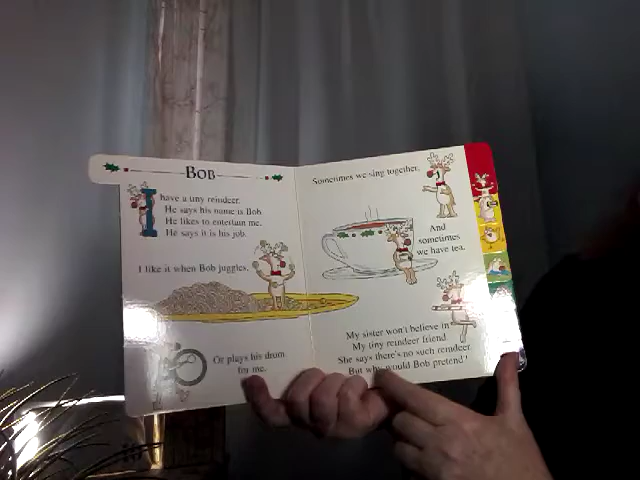 BOB
I have a tiny reindeer.
He says his name is Bob.
He likes to entertain me.
He says it is his job.
I like it when Bob juggles.
Or plays his drum
for me.
Sometimes we sing together.
And
sometimes
we have tea.
My sister won't believe in
My tiny reindeer friend.
She says there's no such reindeer.
But why would Bob pretend?